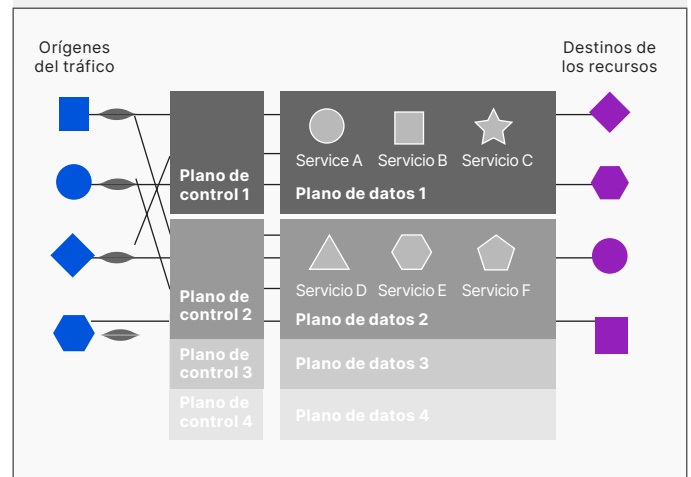 Orígenes
del tráfico
Destinos de
los recursos
Plano de
control 1
Service A
Servicio B
Servicio C
Plano de datos 1
Plano de
control 2
Servicio D
Servicio E
Servicio F
Plano de datos 2
Plano de
control 3
Plano de datos 3
Plano de
control 4
Plano de datos 4